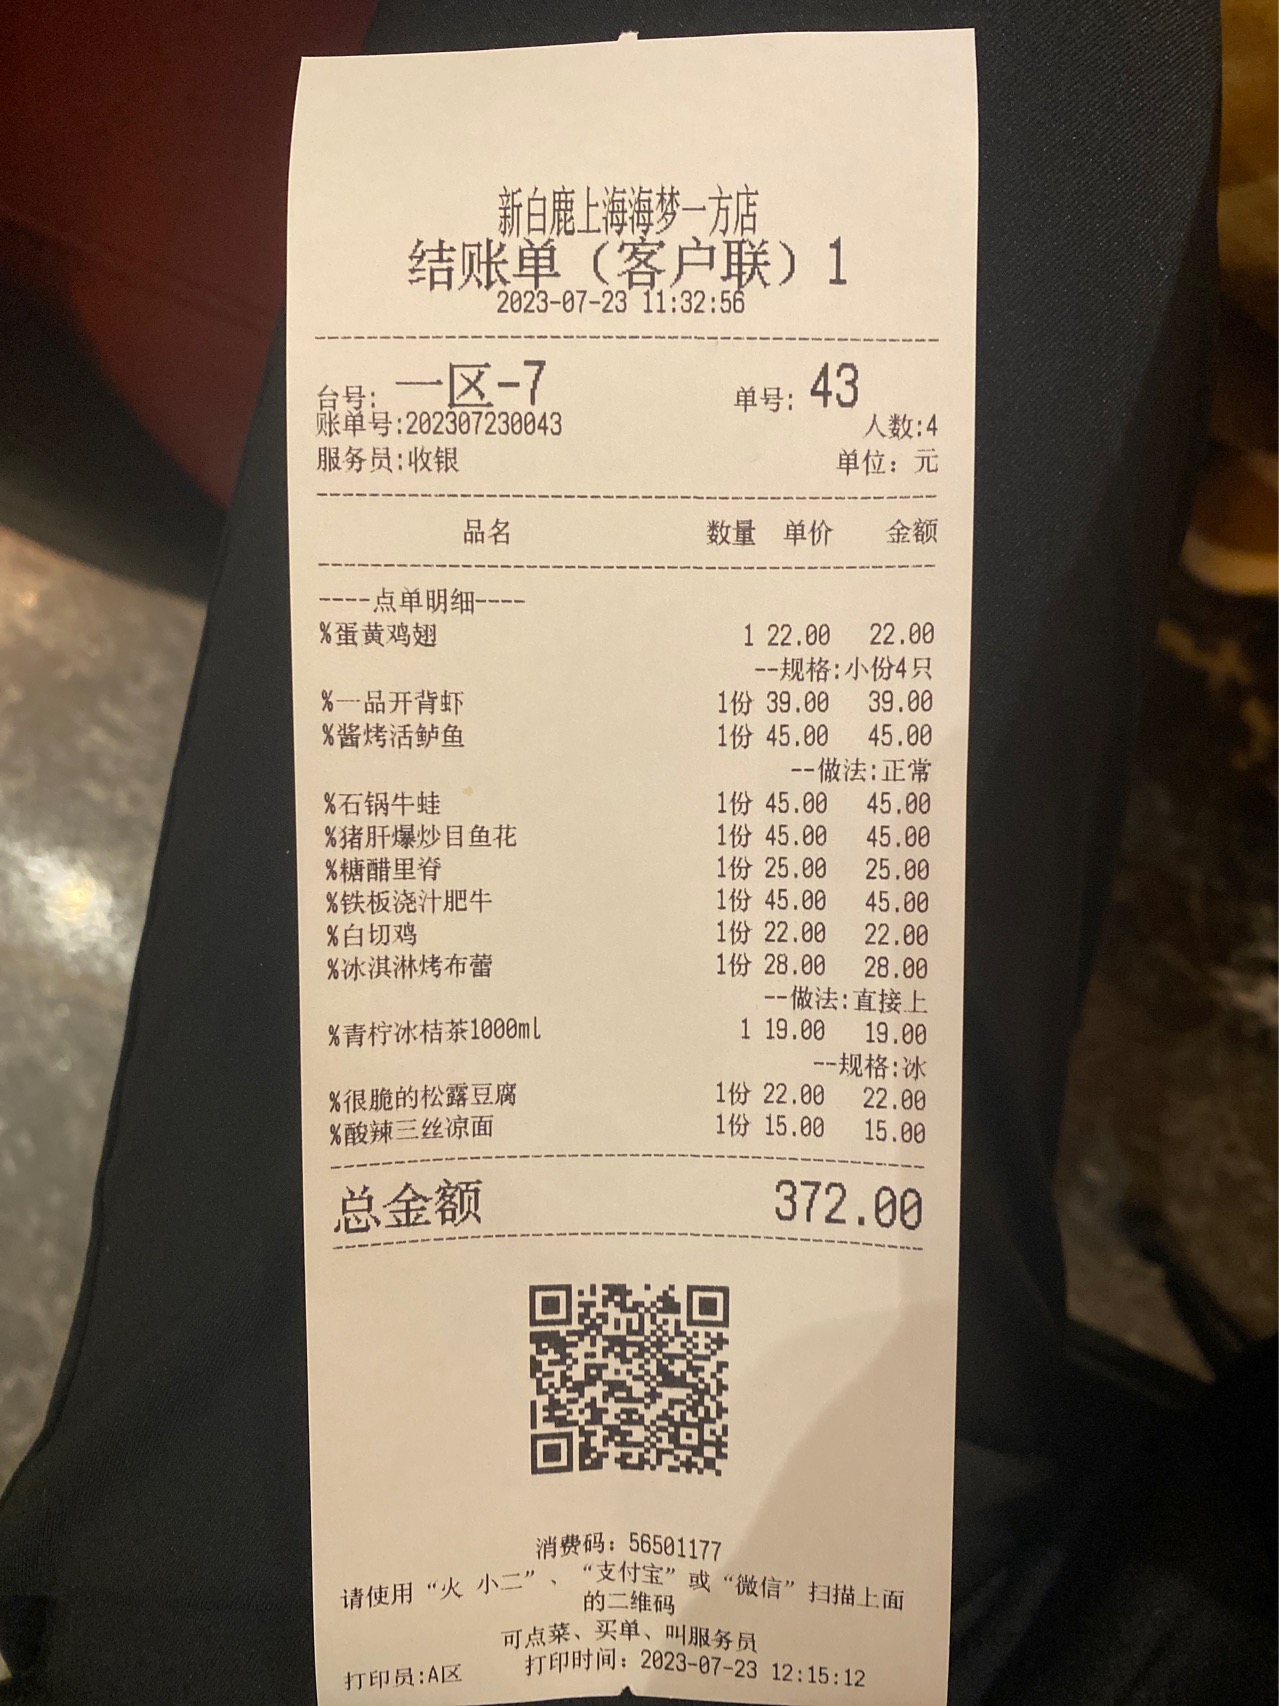 新白鹿上海海梦一方店
结账单（客户联）1
2023-07-23 11:32:56
台号: 一区-7 单号: 43
账单号:202307230043 人数:4
服务员:收银 单位: 元
品名 数量 单价 金额
----点单明细----
%蛋黄鸡翅 1 22.00 22.00
--规格:小份4只
%一品开背虾 1份 39.00 39.00
%酱烤活鲈鱼 1份 45.00 45.00
--做法:正常
%石锅牛蛙 1份 45.00 45.00
%猪肝爆炒目鱼花 1份 45.00 45.00
%糖醋里脊 1份 25.00 25.00
%铁板浇汁肥牛 1份 45.00 45.00
%白切鸡 1份 22.00 22.00
%冰淇淋烤布蕾 1份 28.00 28.00
--做法:直接上
%青柠冰桔茶1000ml 1 19.00 19.00
--规格:冰
%很脆的松露豆腐 1份 22.00 22.00
%酸辣三丝凉面 1份 15.00 15.00
总金额 372.00
消费码: 56501177
请使用“火 小二”、“支付宝”或“微信”扫描上面
的二维码
可点菜、买单、叫服务员
打印员:A区 打印时间: 2023-07-23 12:15:12